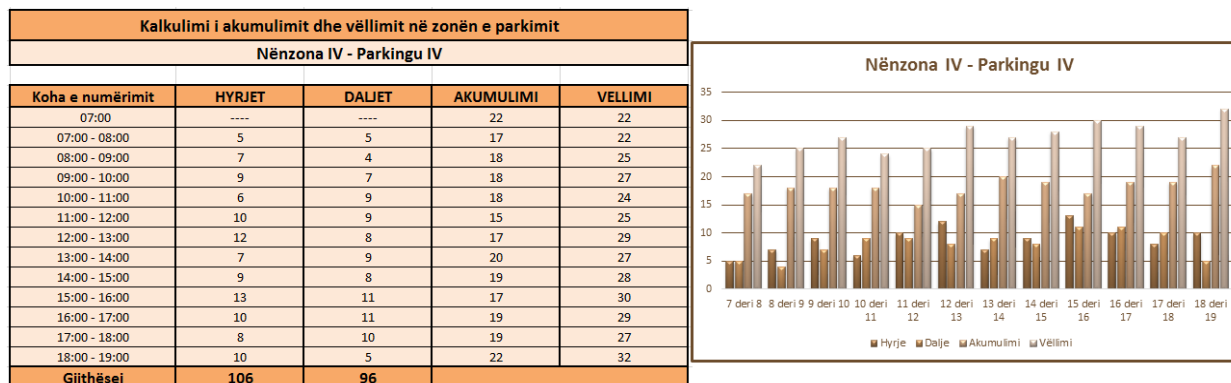 Kalkulimi i akumulimit dhe vëllimit në zonën e parkimit
Nënzona IV - Parkingu IV
Koha e numërimit HYRJET DALJET AKUMULIMI VELLIMI
07:00 ---- ---- 22 22
07:00 - 08:00 5 5 17 22
08:00 - 09:00 7 4 18 25
09:00 - 10:00 9 7 18 27
10:00 - 11:00 6 9 18 24
11:00 - 12:00 10 9 15 25
12:00 - 13:00 12 8 17 29
13:00 - 14:00 7 9 20 27
14:00 - 15:00 9 8 19 28
15:00 - 16:00 13 11 17 30
16:00 - 17:00 10 11 19 29
17:00 - 18:00 8 10 19 27
18:00 - 19:00 10 5 22 32
Gjithësej 106 96
Nënzona IV - Parkingu IV
35
30
25
20
15
10
5
0
7 deri 8 8 deri 9 9 deri 10 10 deri 11 11 deri 12 12 deri 13 13 deri 14 14 deri 15 15 deri 16 16 deri 17 17 deri 18 18 deri 19
Hyrje Dalje Akumulimi Vëllimi